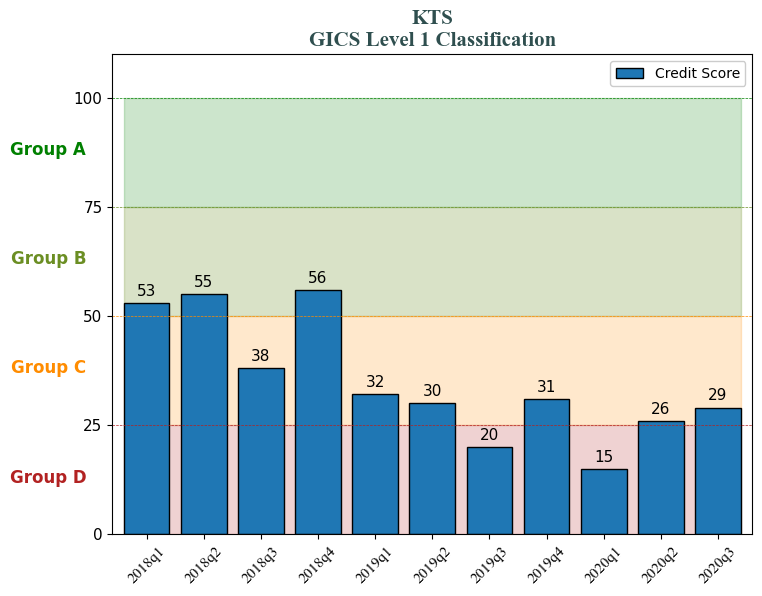 KTS
GICS Level 1 Classification
Credit Score
100
Group A
75
Group B
50
Group C
25
Group D
0
53
55
38
56
32
30
20
31
15
26
29
2018q1
2018q2
2018q3
2018q4
2019q1
2019q2
2019q3
2019q4
2020q1
2020q2
2020q3